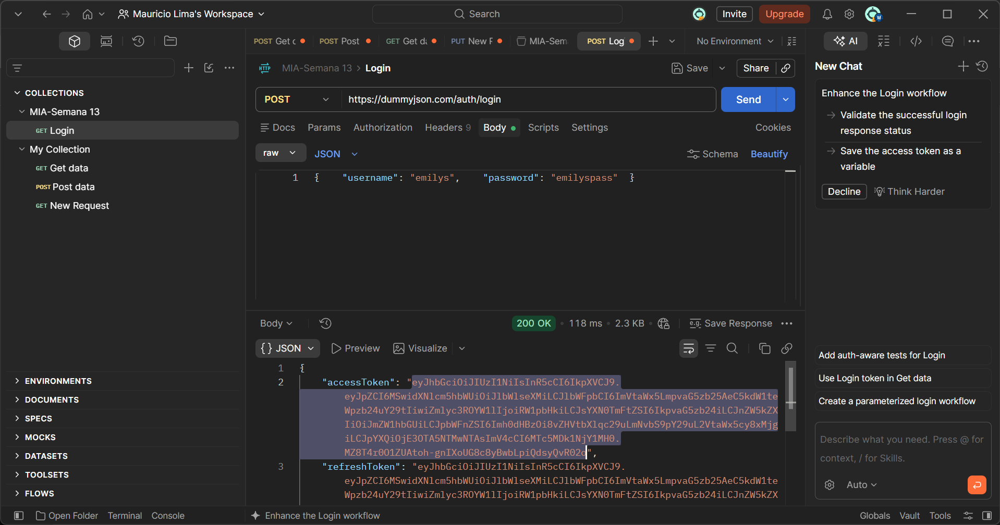 Mauricio Lima's Workspace
Search
Invite
Upgrade
M
POST Get c
POST Post
GET Get da
PUT New F
MIA-Sem
POST Log
No Environment
AI
COLLECTIONS
MIA-Semana 13
GET Login
My Collection
GET Get data
POST Post data
GET New Request
ENVIRONMENTS
DOCUMENTS
SPECS
MOCKS
DATASETS
TOOLSETS
FLOWS
HTTP MIA-Semana 13 > Login
Save
Share
POST https://dummyjson.com/auth/login
Send
Docs Params Authorization Headers 9 Body Scripts Settings Cookies
raw JSON Schema Beautify
1 { "username": "emilys", "password": "emilyspass" }
Body 200 OK • 118 ms • 2.3 KB • e.g. Save Response
{} JSON Preview Visualize
1 {
2 "accessToken": "eyJhbGciOiJIUzI1NiIsInR5cCI6IkpXVCJ9.
eyJpZCI6MSwidXNlcm5hbWUiOiJlbWlseXMiLCJlbWFpbCI6ImVtaWx5LmpvaG5zb25AeC5kdW1te
Wpzb24uY29tIiwiZmlyc3ROYW1lIjoiRW1pbHkiLCJsYXN0TmFtZSI6IkpvaG5zb24iLCJnZW5kZX
IiOiJmZW1hbGUiLCJpbWFnZSI6Imh0dHBzOi8vZHVtbXlqc29uLmNvbS9pY29uL2VtaWx5cy8xMjg
iLCJpYXQiOjE3OTA5NTMwNTAsImV4cCI6MTc5MDk1NjY1MH0.
MZ8T4r0O1ZUAtoh-gnIXoUG8c8yBwbLpiQdsyQvR02o",
3 "refreshToken": "eyJhbGciOiJIUzI1NiIsInR5cCI6IkpXVCJ9.
eyJpZCI6MSwidXNlcm5hbWUiOiJlbWlseXMiLCJlbWFpbCI6ImVtaWx5LmpvaG5zb25AeC5kdW1te
Wpzb24uY29tIiwiZmlyc3ROYW1lIjoiRW1pbHkiLCJsYXN0TmFtZSI6IkpvaG5zb24iLCJnZW5kZX
New Chat
Enhance the Login workflow
→ Validate the successful login
response status
→ Save the access token as a
variable
Decline Think Harder
Add auth-aware tests for Login
Use Login token in Get data
Create a parameterized login workflow
Describe what you need. Press @ for
context, / for Skills.
Auto
Open Folder Terminal Console
Enhance the Login workflow
Globals Vault Tools